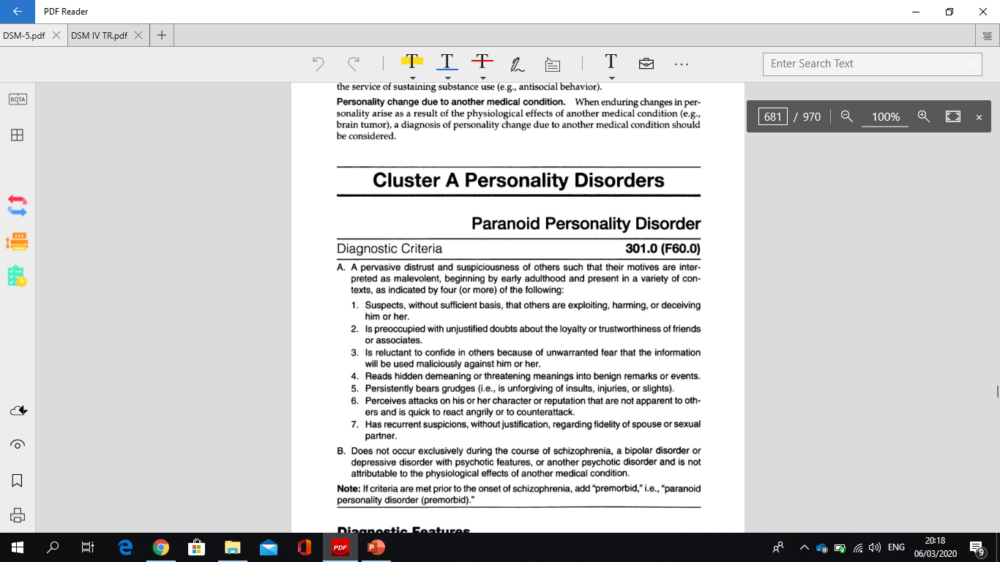 PDF Reader
DSM-5.pdf
DSM IV TR.pdf
T T T T ...
Enter Search Text
BOTA
681 / 970 100%
the service of sustaining substance use (e.g., antisocial behavior).
Personality change due to another medical condition. When enduring changes in per-
sonality arise as a result of the physiological effects of another medical condition (e.g.,
brain tumor), a diagnosis of personality change due to another medical condition should
be considered.
Cluster A Personality Disorders
Paranoid Personality Disorder
Diagnostic Criteria 301.0 (F60.0)
A. A pervasive distrust and suspiciousness of others such that their motives are inter-
preted as malevolent, beginning by early adulthood and present in a variety of con-
texts, as indicated by four (or more) of the following:
1. Suspects, without sufficient basis, that others are exploiting, harming, or deceiving
him or her.
2. Is preoccupied with unjustified doubts about the loyalty or trustworthiness of friends
or associates.
3. Is reluctant to confide in others because of unwarranted fear that the information
will be used maliciously against him or her.
4. Reads hidden demeaning or threatening meanings into benign remarks or events.
5. Persistently bears grudges (i.e., is unforgiving of insults, injuries, or slights).
6. Perceives attacks on his or her character or reputation that are not apparent to oth-
ers and is quick to react angrily or to counterattack.
7. Has recurrent suspicions, without justification, regarding fidelity of spouse or sexual
partner.
B. Does not occur exclusively during the course of schizophrenia, a bipolar disorder or
depressive disorder with psychotic features, or another psychotic disorder and is not
attributable to the physiological effects of another medical condition.
Note: If criteria are met prior to the onset of schizophrenia, add “premorbid,” i.e., “paranoid
personality disorder (premorbid).”
Diagnostic Features
PDF
P
ENG
20:18
06/03/2020
9